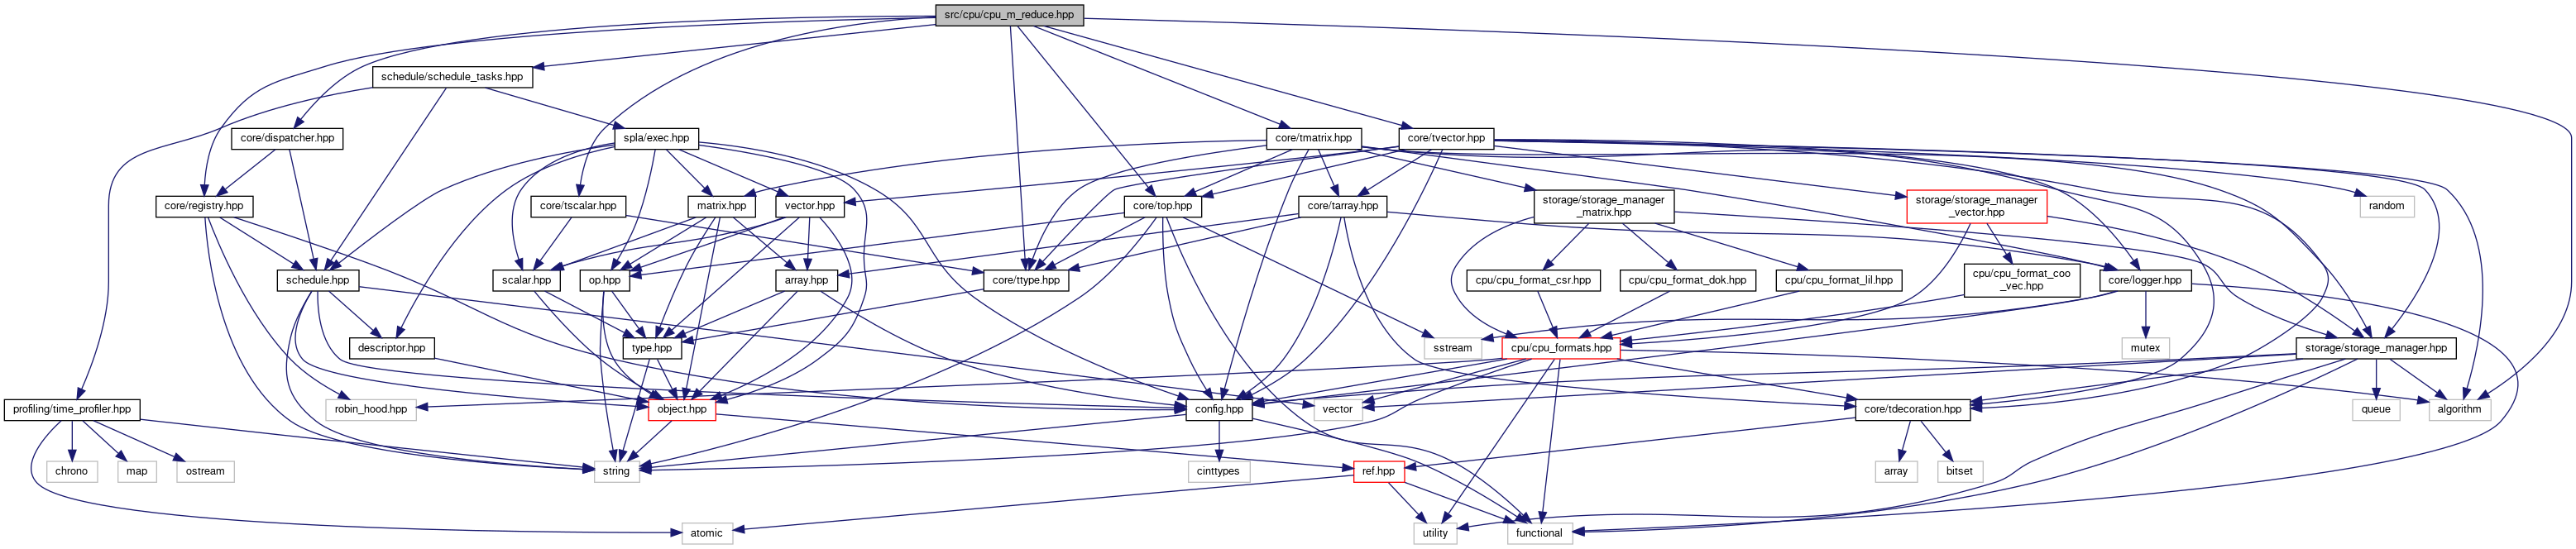 src/cpu/cpu_m_reduce.hpp
schedule/schedule_tasks.hpp
core/dispatcher.hpp
spla/exec.hpp
core/tmatrix.hpp
core/tvector.hpp
core/registry.hpp
core/tscalar.hpp
matrix.hpp
vector.hpp
core/top.hpp
core/tarray.hpp
storage/storage_manager
_matrix.hpp
storage/storage_manager
_vector.hpp
random
schedule.hpp
scalar.hpp
op.hpp
array.hpp
core/ttype.hpp
cpu/cpu_format_csr.hpp
cpu/cpu_format_dok.hpp
cpu/cpu_format_lil.hpp
cpu/cpu_format_coo
_vec.hpp
core/logger.hpp
descriptor.hpp
type.hpp
sstream
cpu/cpu_formats.hpp
mutex
storage/storage_manager.hpp
profiling/time_profiler.hpp
robin_hood.hpp
object.hpp
config.hpp
vector
core/tdecoration.hpp
queue
algorithm
chrono
map
ostream
string
cinttypes
ref.hpp
array
bitset
atomic
utility
functional